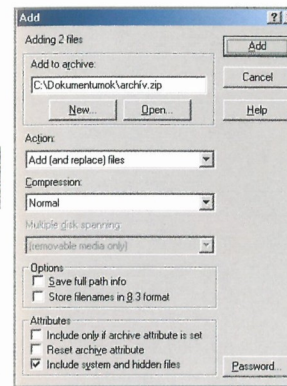 Add
Adding 2 files
Add
Add to archive:
C:\Dokumentumok\archív.zip
Cancel
New...
Open...
Help
Action:
Add (and replace) files
Compression:
Normal
Multiple disk spanning:
(removable media only)
Options
Save full path info
Store filenames in 8.3 format
Attributes
Include only if archive attribute is set
Reset archive attribute
Include system and hidden files
Password...